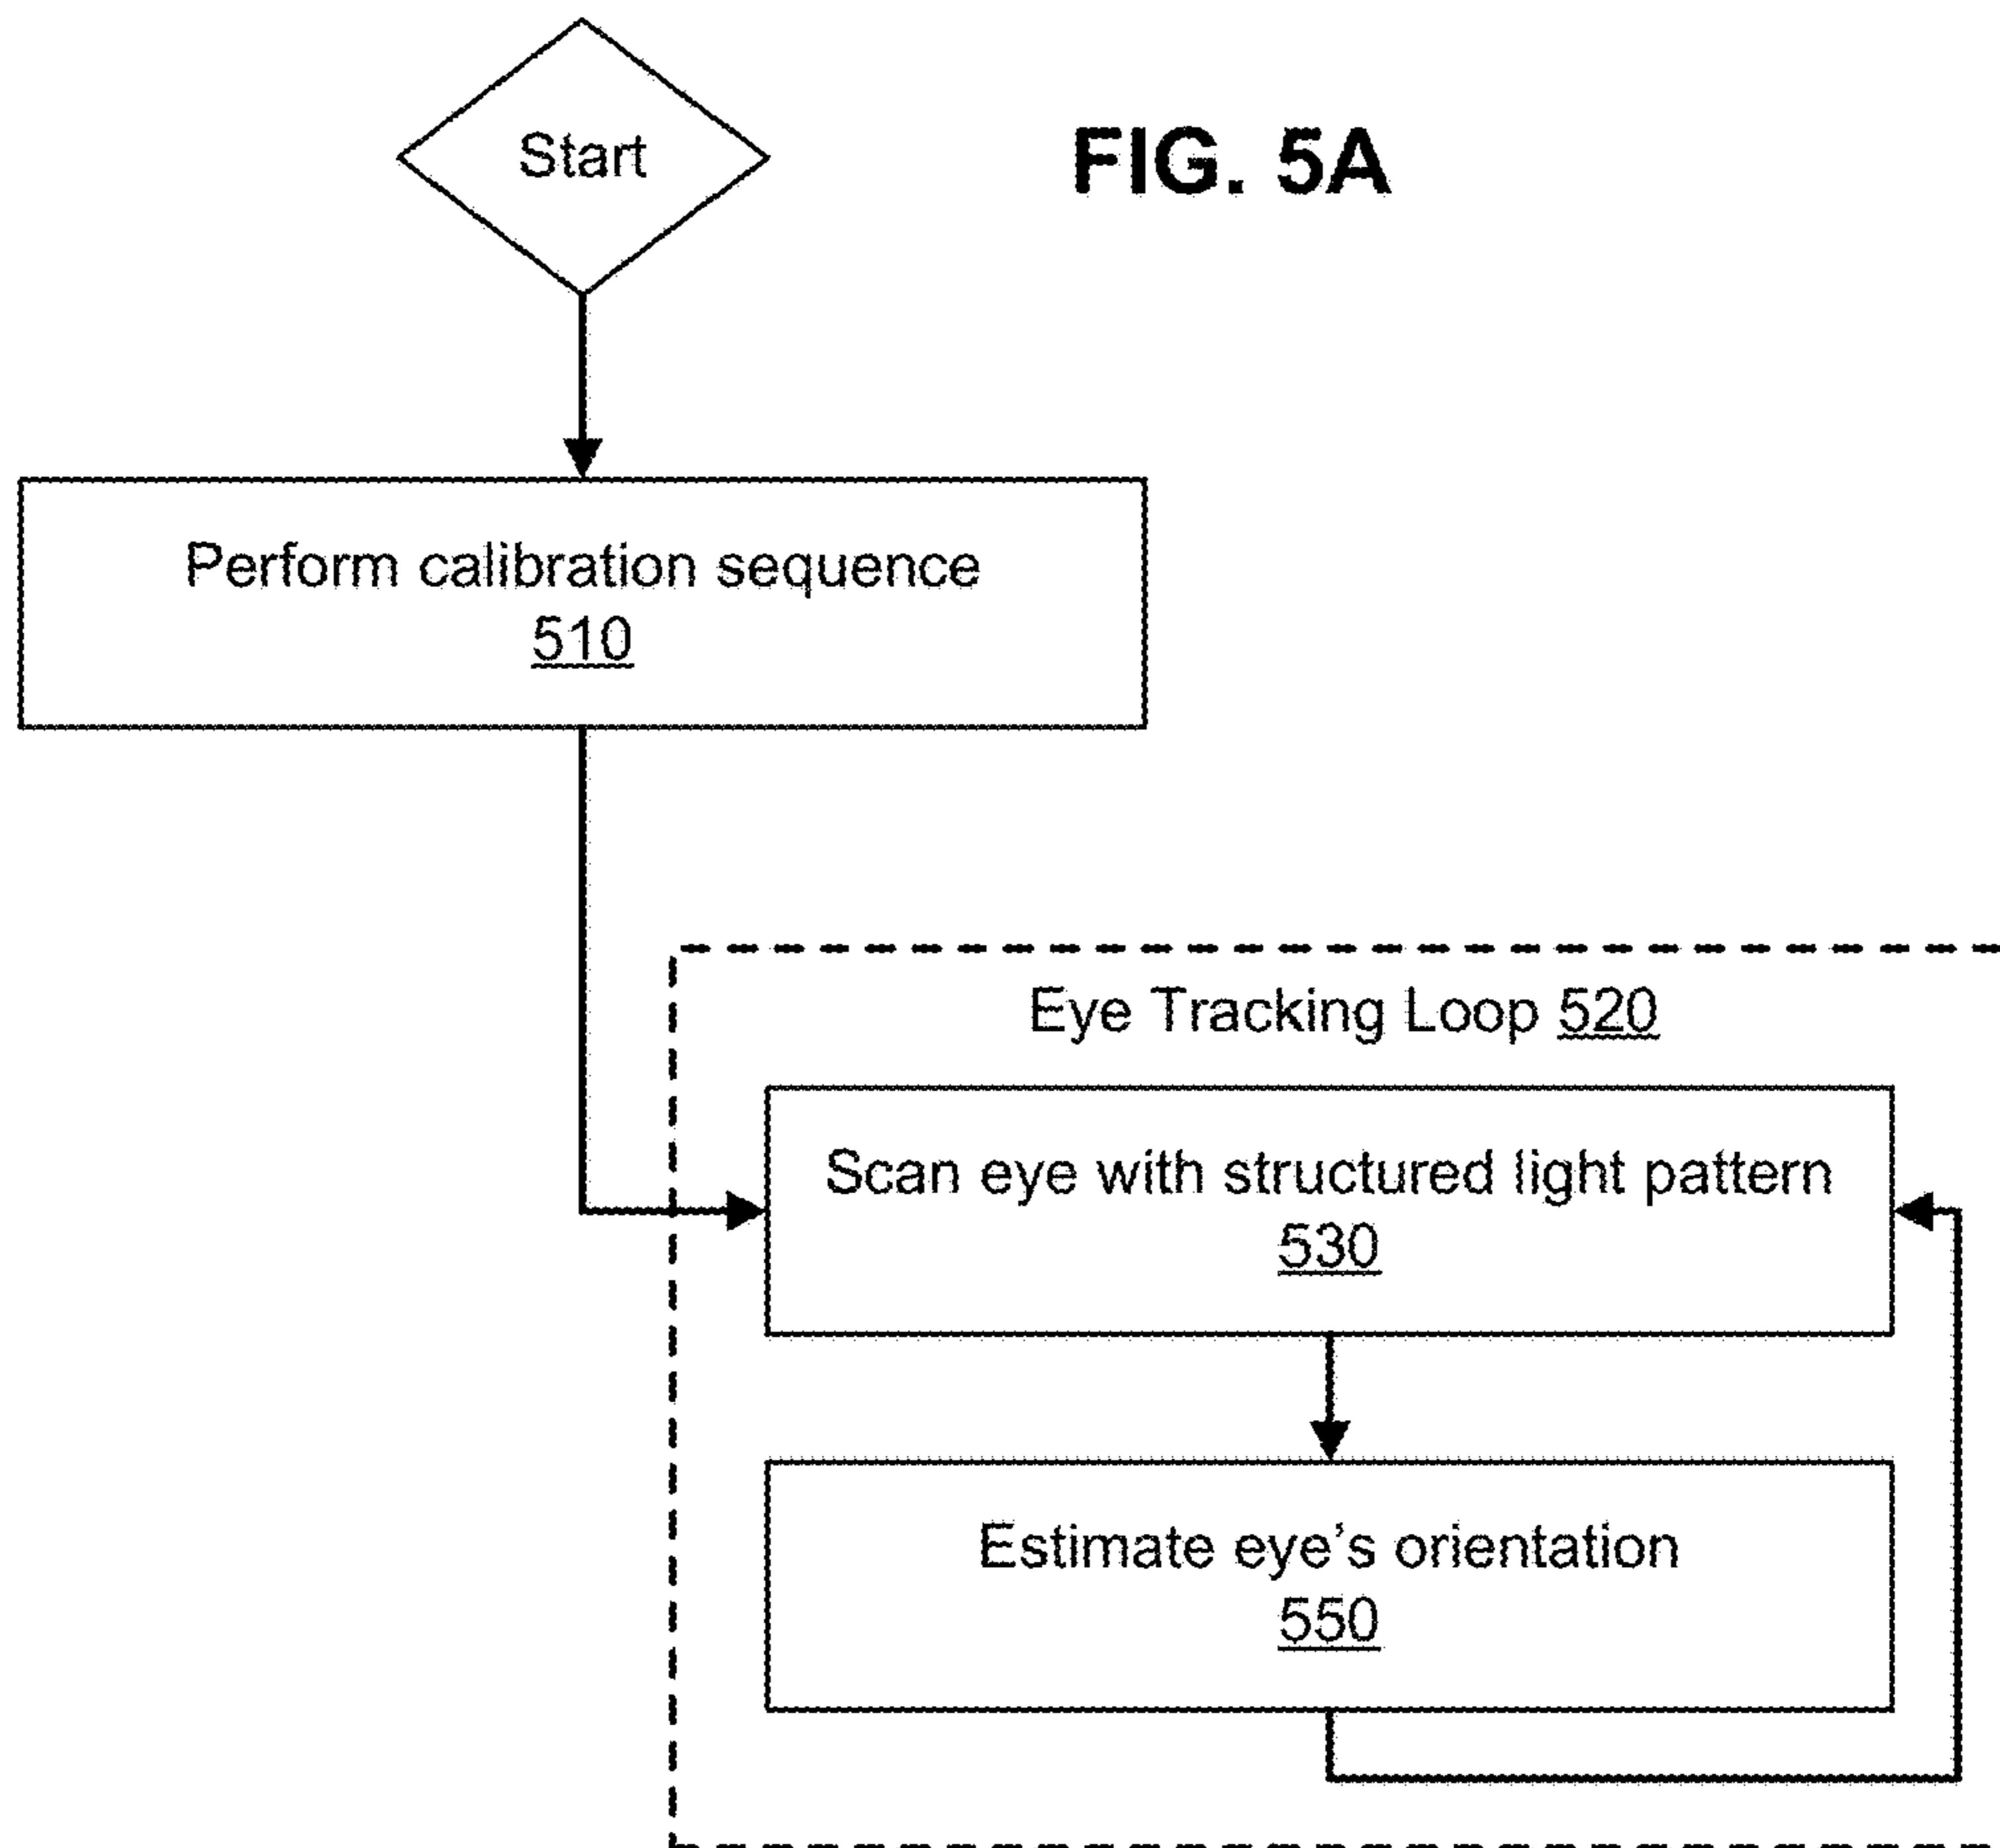 Start
FIG. 5A
Perform calibration sequence
510
Eye Tracking Loop 520
Scan eye with structured light pattern
530
Estimate eye’s orientation
550